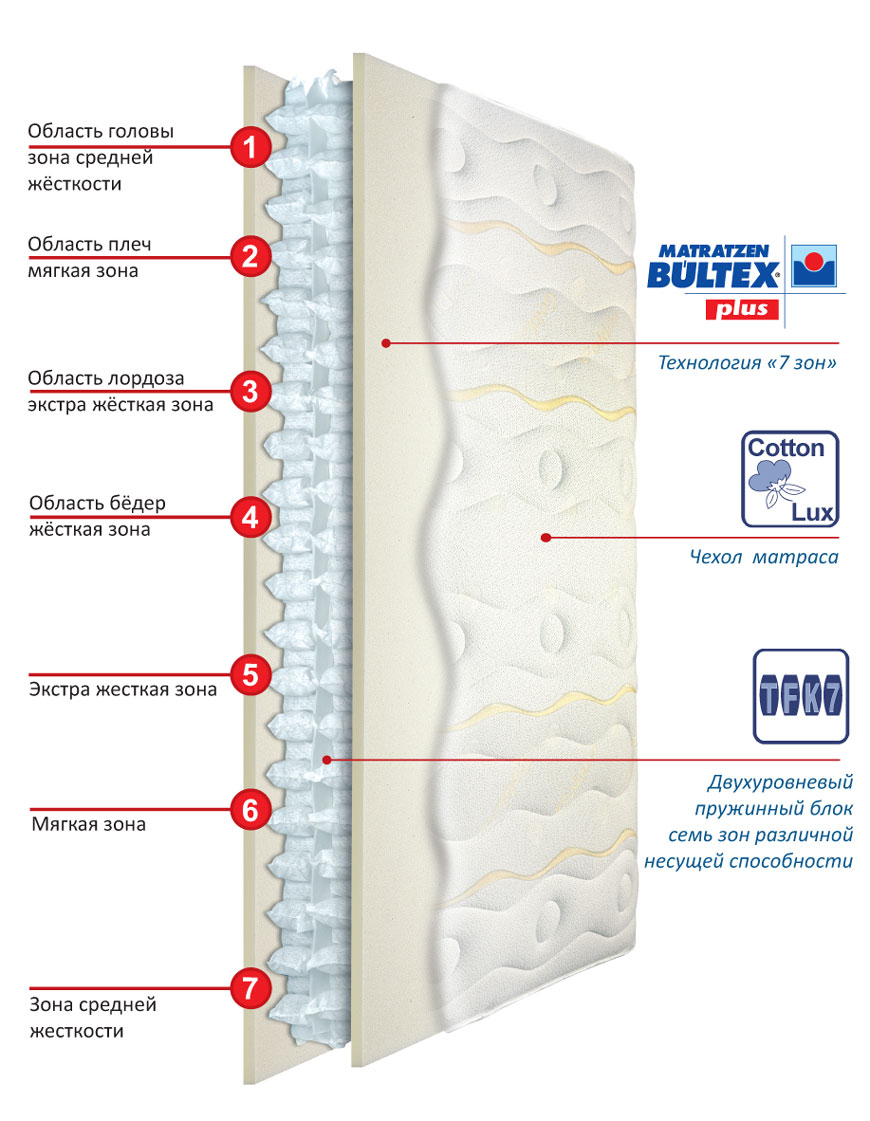 Область головы
зона средней
жёсткости
1
Область плеч
мягкая зона
2
Область лордоза
экстра жёсткая зона
3
Область бёдер
жёсткая зона
4
Экстра жесткая зона
5
Мягкая зона
6
Зона средней
жесткости
7
MATRATZEN
BÚLTEX®
plus
Технология «7 зон»
Cotton
Lux
Чехол матраса
TFK7
Двухуровневый
пружинный блок
семь зон различной
несущей способности